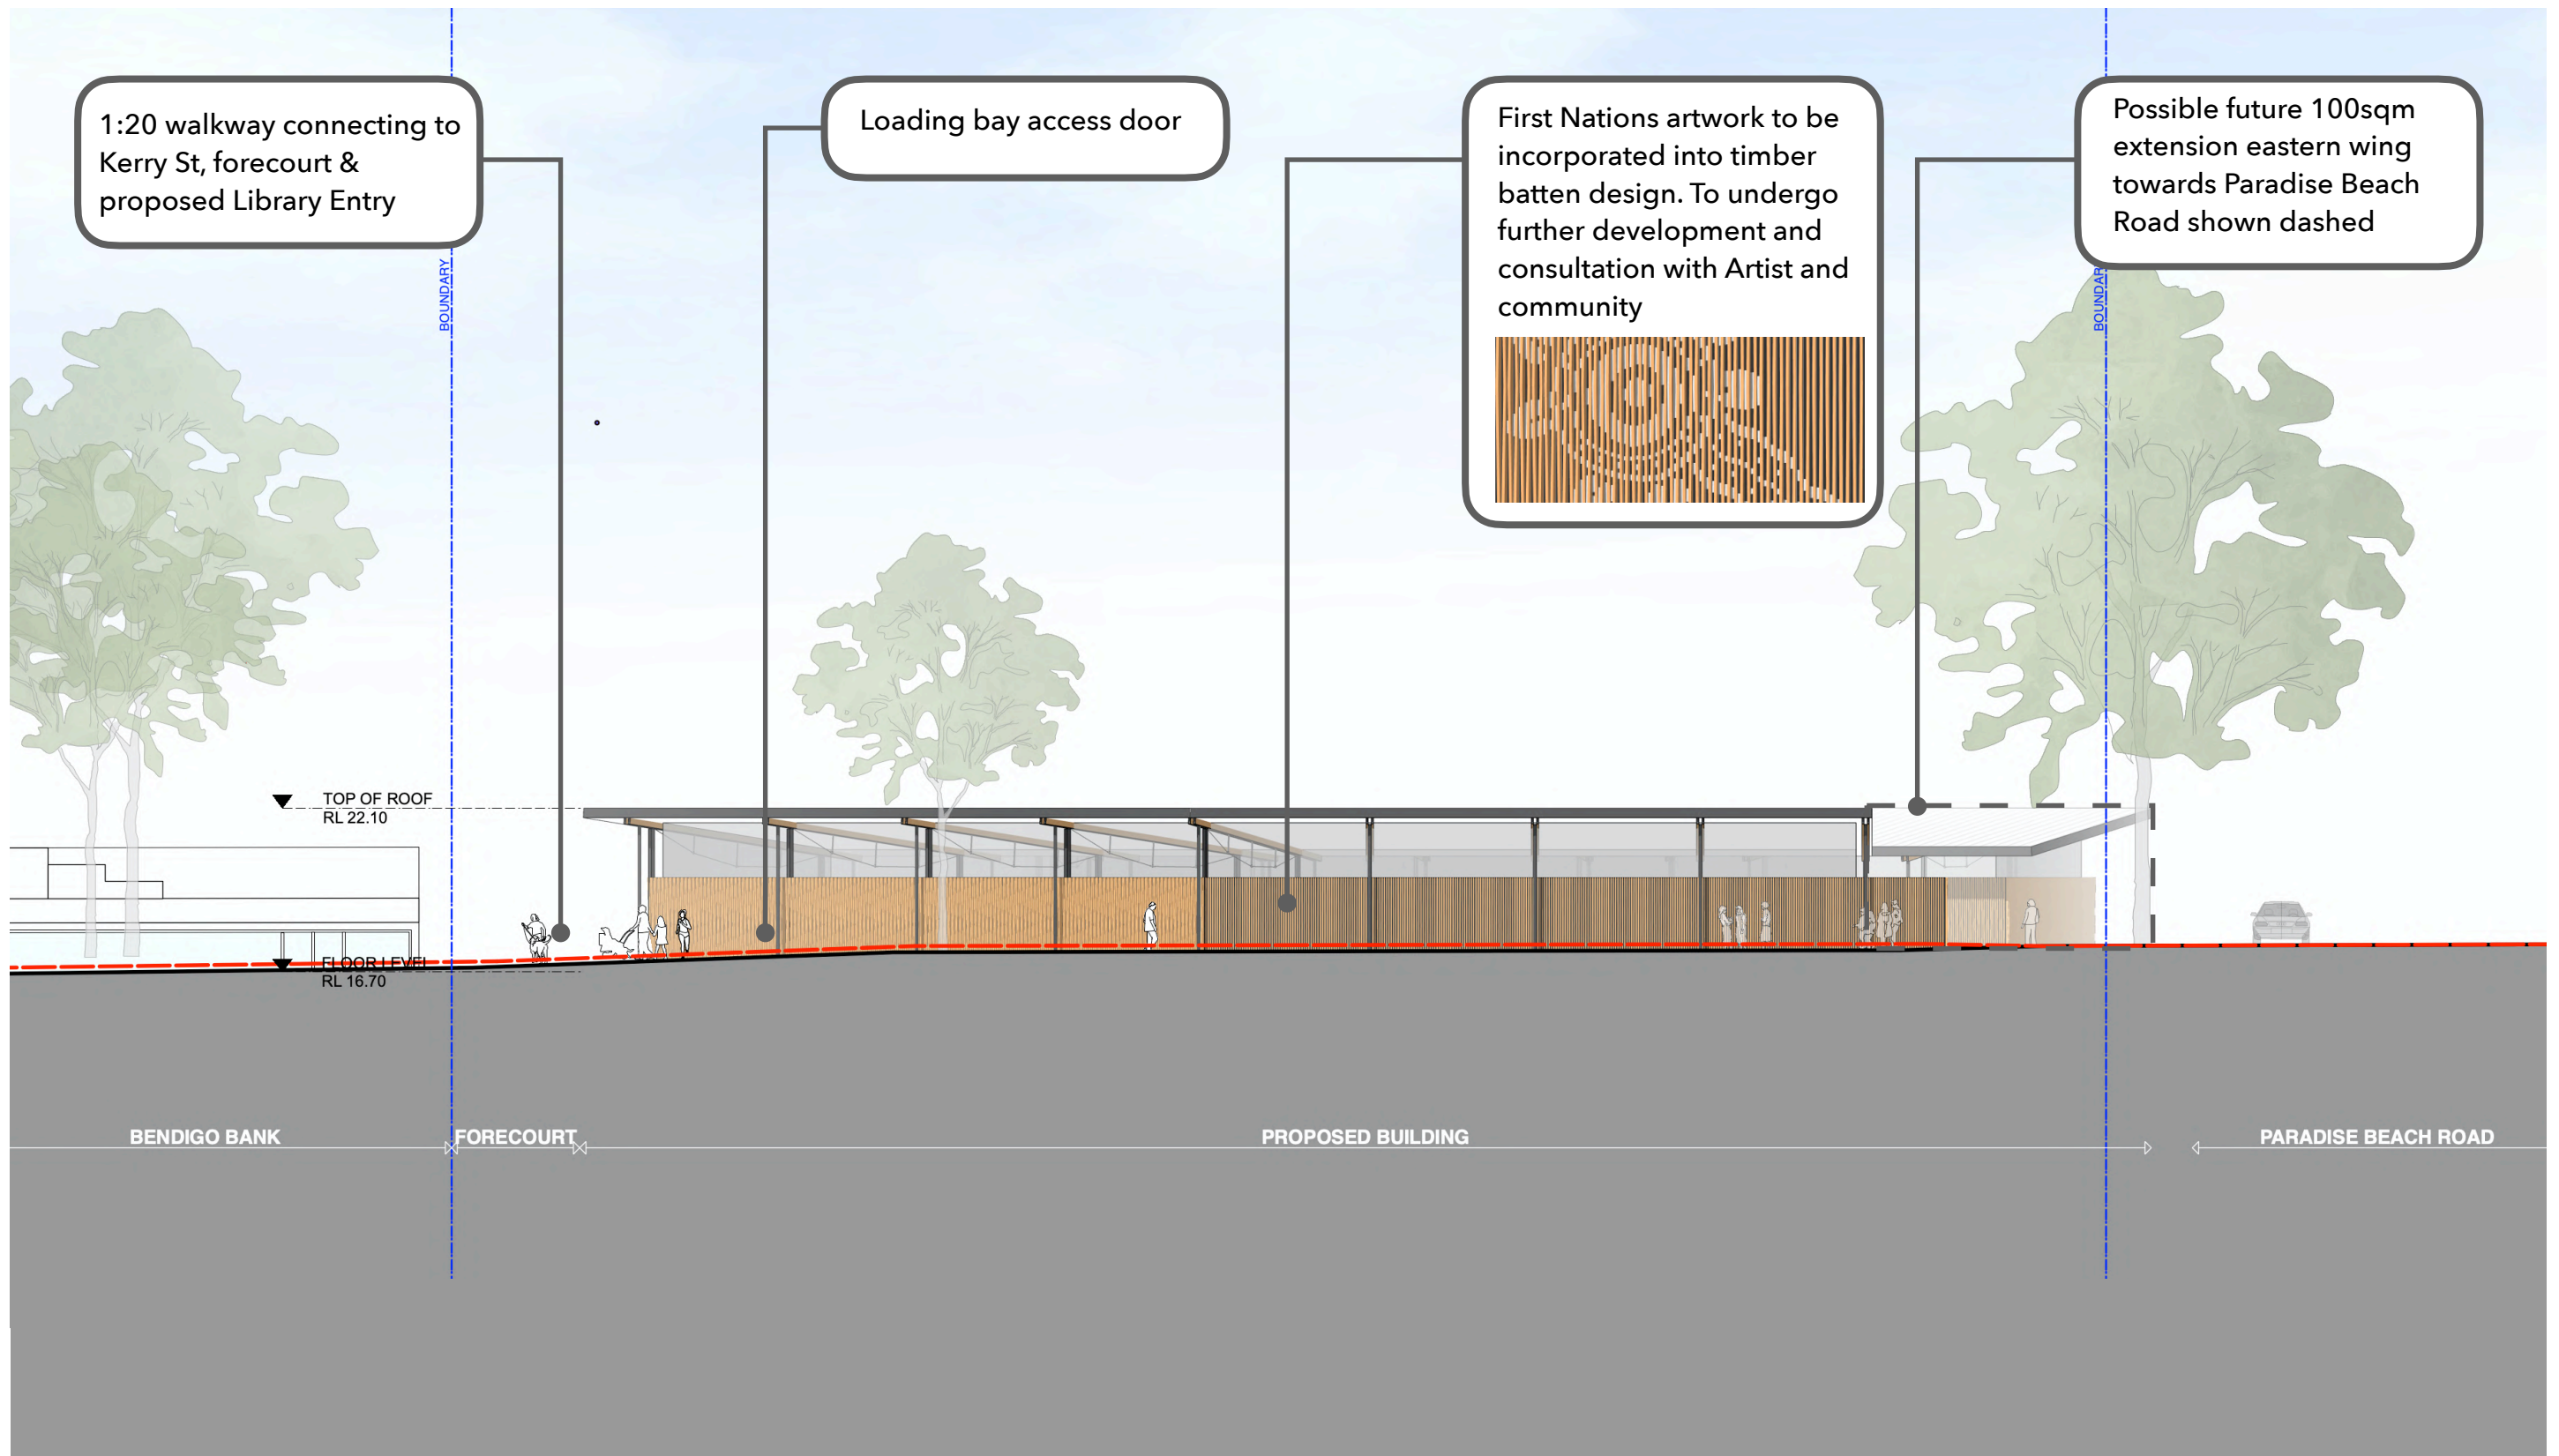 1:20 walkway connecting to
Kerry St, forecourt &
proposed Library Entry
Loading bay access door
First Nations artwork to be
incorporated into timber
batten design. To undergo
further development and
consultation with Artist and
community
Possible future 100sqm
extension eastern wing
towards Paradise Beach
Road shown dashed
BOUNDARY
BOUNDARY
TOP OF ROOF
RL 22.10
FLOOR LEVEL
RL 16.70
BENDIGO BANK
FORECOURT
PROPOSED BUILDING
PARADISE BEACH ROAD